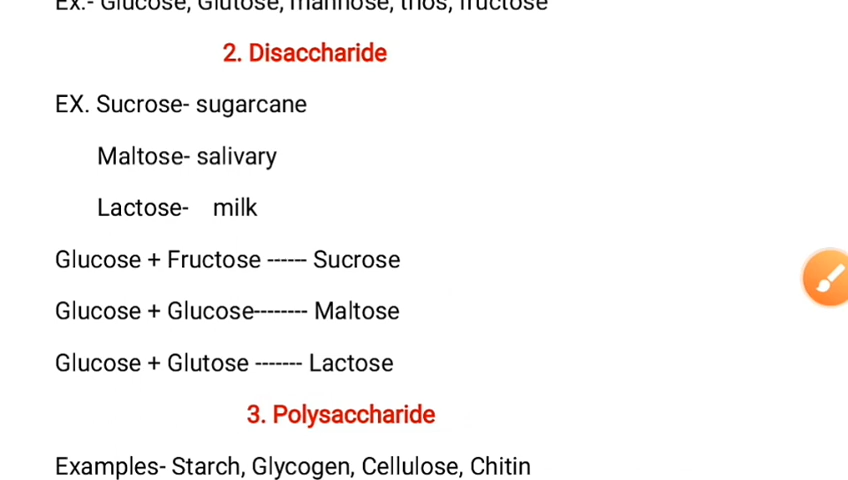 Ex.- Glucose, Glutose, mannose, trios, fructose
2. Disaccharide
EX. Sucrose- sugarcane
Maltose- salivary
Lactose- milk
Glucose + Fructose ------ Sucrose
Glucose + Glucose-------- Maltose
Glucose + Glutose ------- Lactose
3. Polysaccharide
Examples- Starch, Glycogen, Cellulose, Chitin